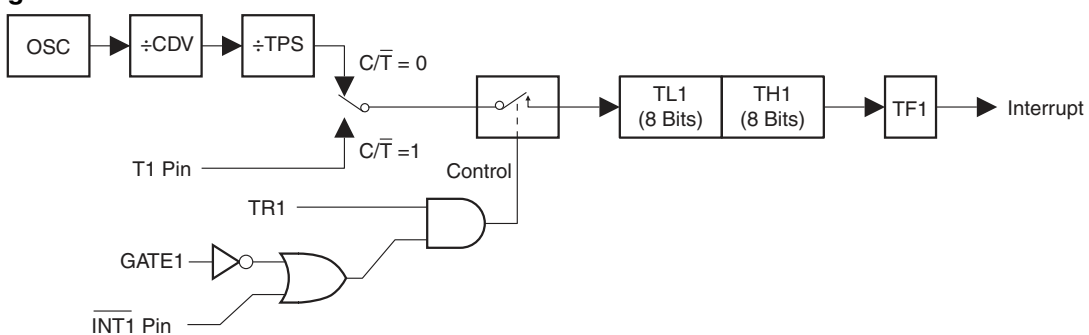 OSC
÷CDV
÷TPS
C/T̅ = 0
TL1
(8 Bits)
TH1
(8 Bits)
TF1
Interrupt
C/T̅ =1
T1 Pin
Control
TR1
GATE1
I̅N̅T̅1̅ Pin